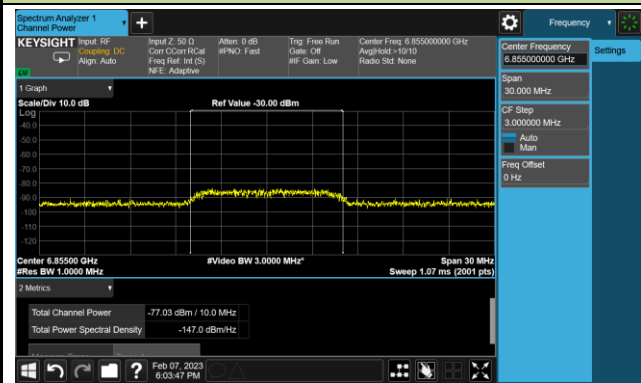 Spectrum Analyzer 1
Channel Power
Frequency
KEYSIGHT
Input: RF
Coupling: DC
Align: Auto
Input Z: 50 Ω
Corr CCorr RCal
Freq Ref: Int (S)
NFE: Adaptive
Atten: 0 dB
#PNO: Fast
Trig: Free Run
Gate: Off
#IF Gain: Low
Center Freq: 6.855000000 GHz
Avg|Hold:>10/10
Radio Std: None
Center Frequency
6.855000000 GHz
Settings
Span
30.000 MHz
CF Step
3.000000 MHz
Auto
Man
Freq Offset
0 Hz
1 Graph
Scale/Div 10.0 dB
Ref Value -30.00 dBm
Log
-40.0
-50.0
-60.0
-70.0
-80.0
-90.0
-100
-110
-120
Center 6.85500 GHz
#Video BW 3.0000 MHz*
Span 30 MHz
#Res BW 1.0000 MHz
Sweep 1.07 ms (2001 pts)
2 Metrics
Total Channel Power
-77.03 dBm / 10.0 MHz
Total Power Spectral Density
-147.0 dBm/Hz
Feb 07, 2023
6:03:47 PM